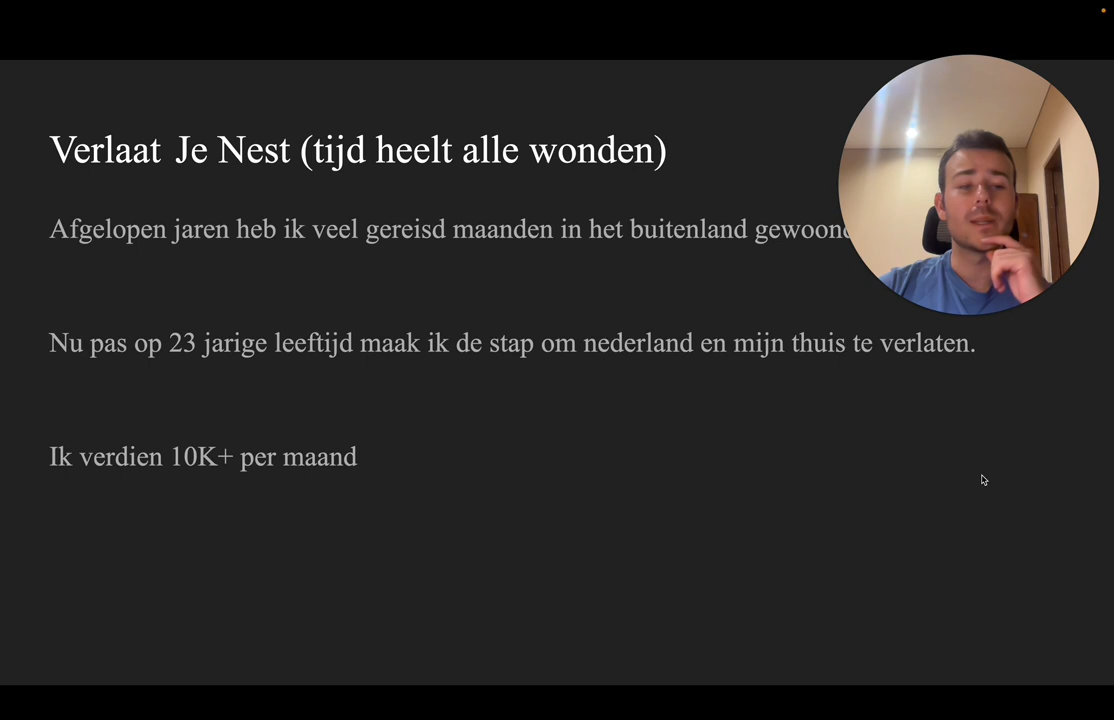 Verlaat Je Nest (tijd heelt alle wonden)
Afgelopen jaren heb ik veel gereisd maanden in het buitenland
Nu pas op 23 jarige leeftijd maak ik de stap om nederland en mijn thuis te verlaten.
Ik verdien 10K+ per maand